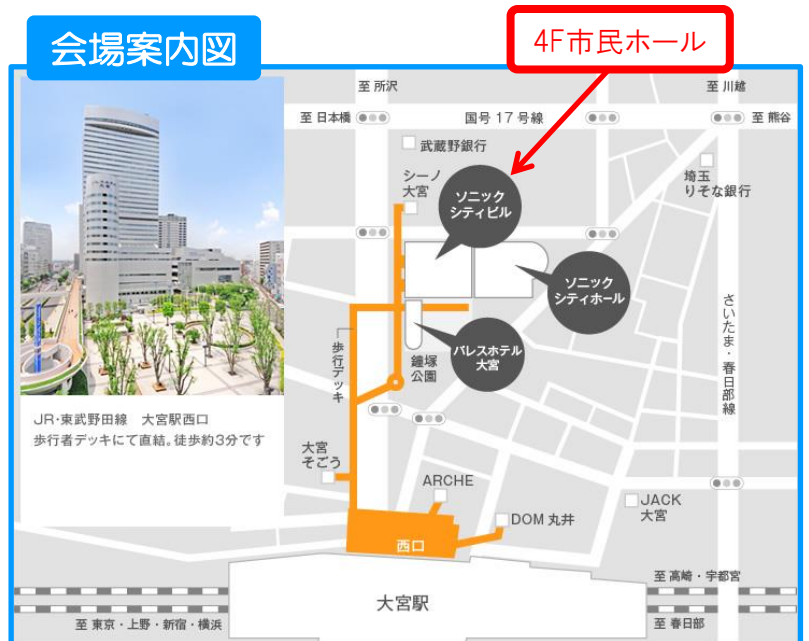 会場案内図
4F市民ホール
至 所沢
至 川越
至 日本橋
国号 17 号線
至 熊谷
武蔵野銀行
シーノ
大宮
ソニック
シティビル
埼玉
りそな銀行
ソニック
シティホール
パレスホテル
大宮
鐘塚
公園
歩行デッキ
さいたま・春日部線
JR・東武野田線 大宮駅西口
歩行者デッキにて直結。徒歩約3分です
大宮
そごう
ARCHE
DOM 丸井
JACK
大宮
西口
大宮駅
至 高崎・宇都宮
至 東京・上野・新宿・横浜
至 春日部